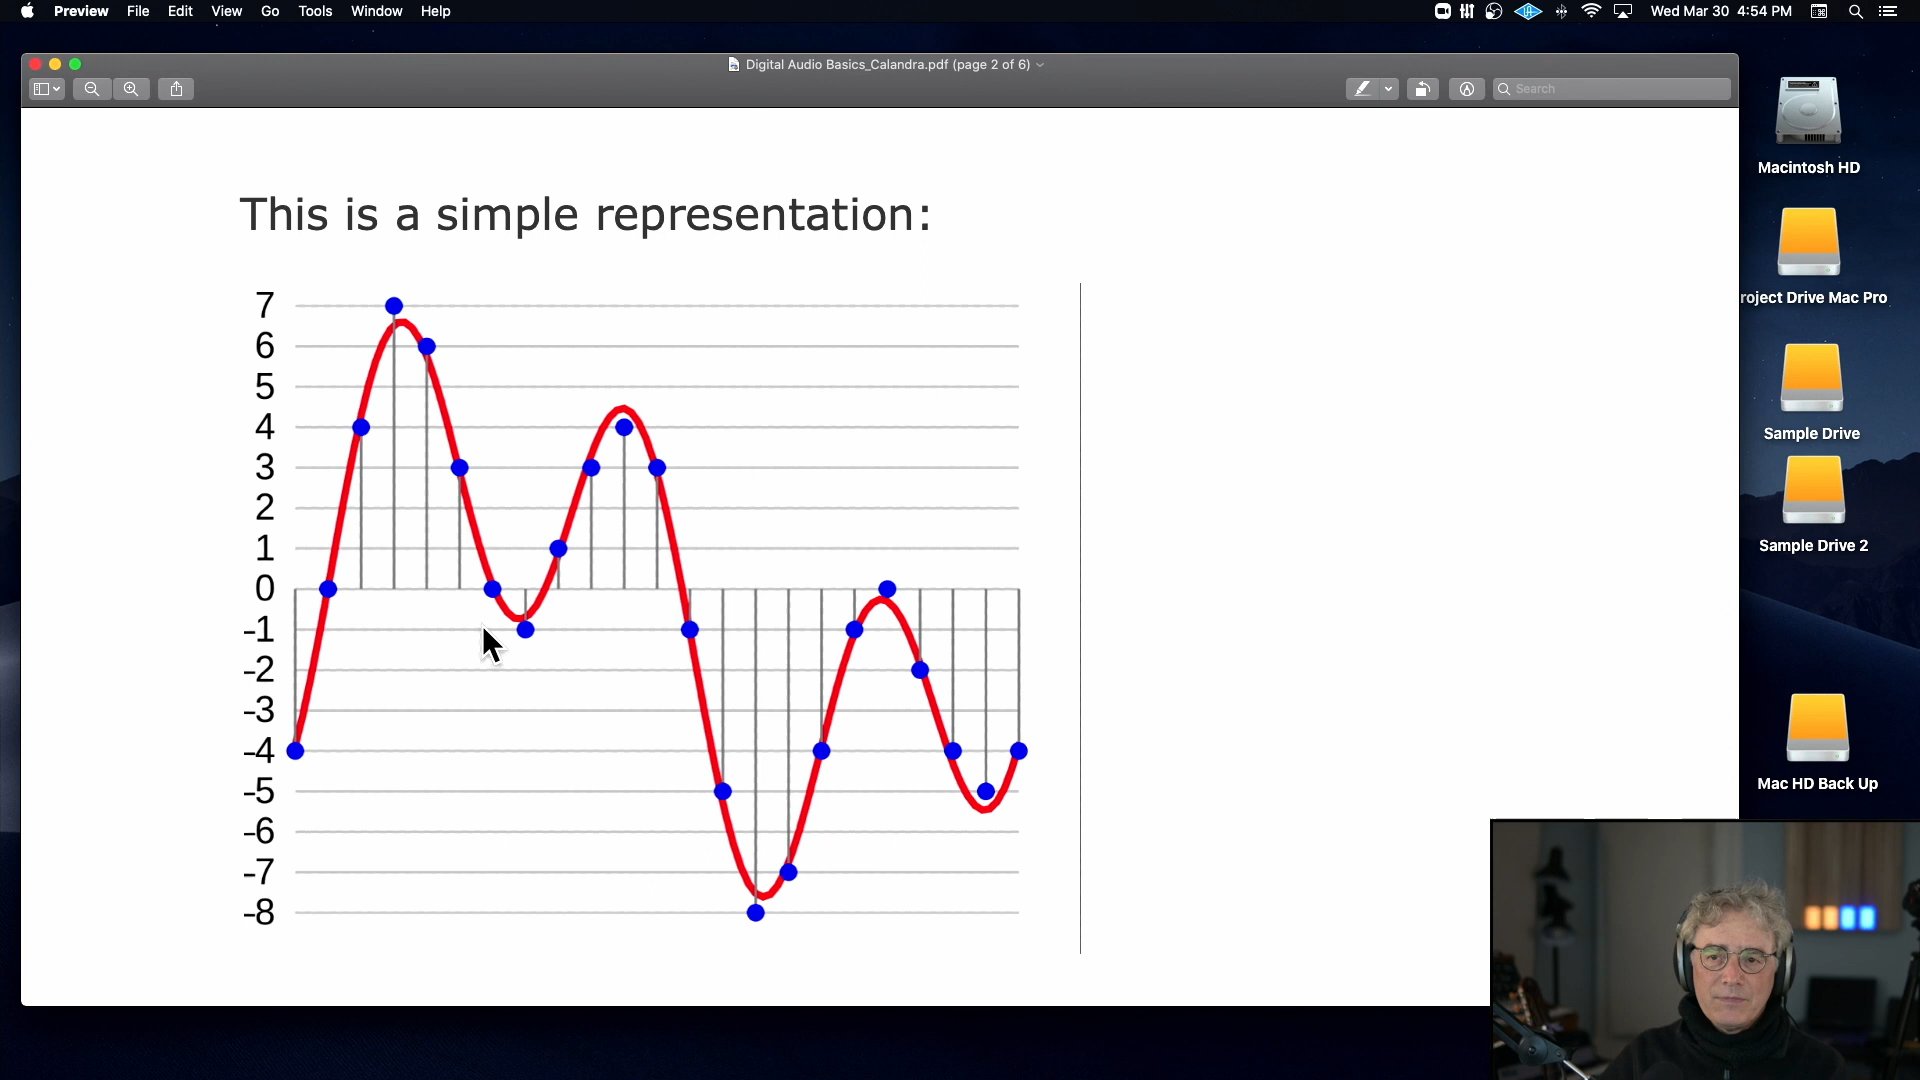 Preview File Edit View Go Tools Window Help
Wed Mar 30 4:54 PM
Digital Audio Basics_Calandra.pdf (page 2 of 6)
Search
Macintosh HD
roject Drive Mac Pro
Sample Drive
Sample Drive 2
Mac HD Back Up
This is a simple representation:
7
6
5
4
3
2
1
0
-1
-2
-3
-4
-5
-6
-7
-8